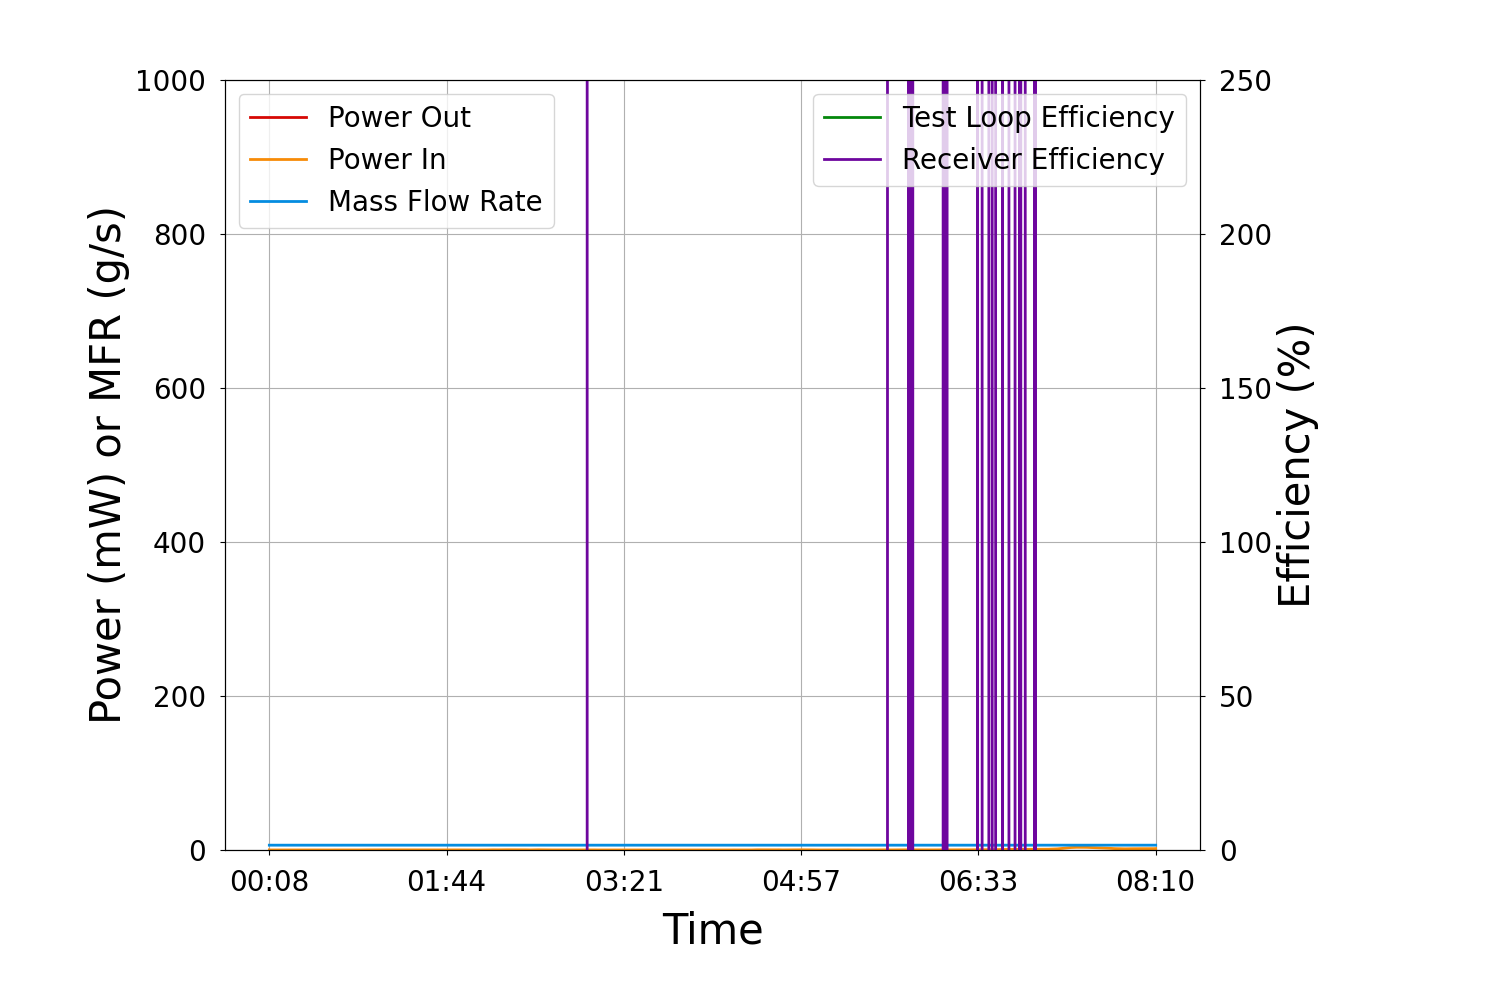 1000
800
600
400
200
0
Power (mW) or MFR (g/s)
Power Out
Power In
Mass Flow Rate
Test Loop Efficiency
Receiver Efficiency
250
200
150
100
50
0
Efficiency (%)
00:08 01:44 03:21 04:57 06:33 08:10
Time